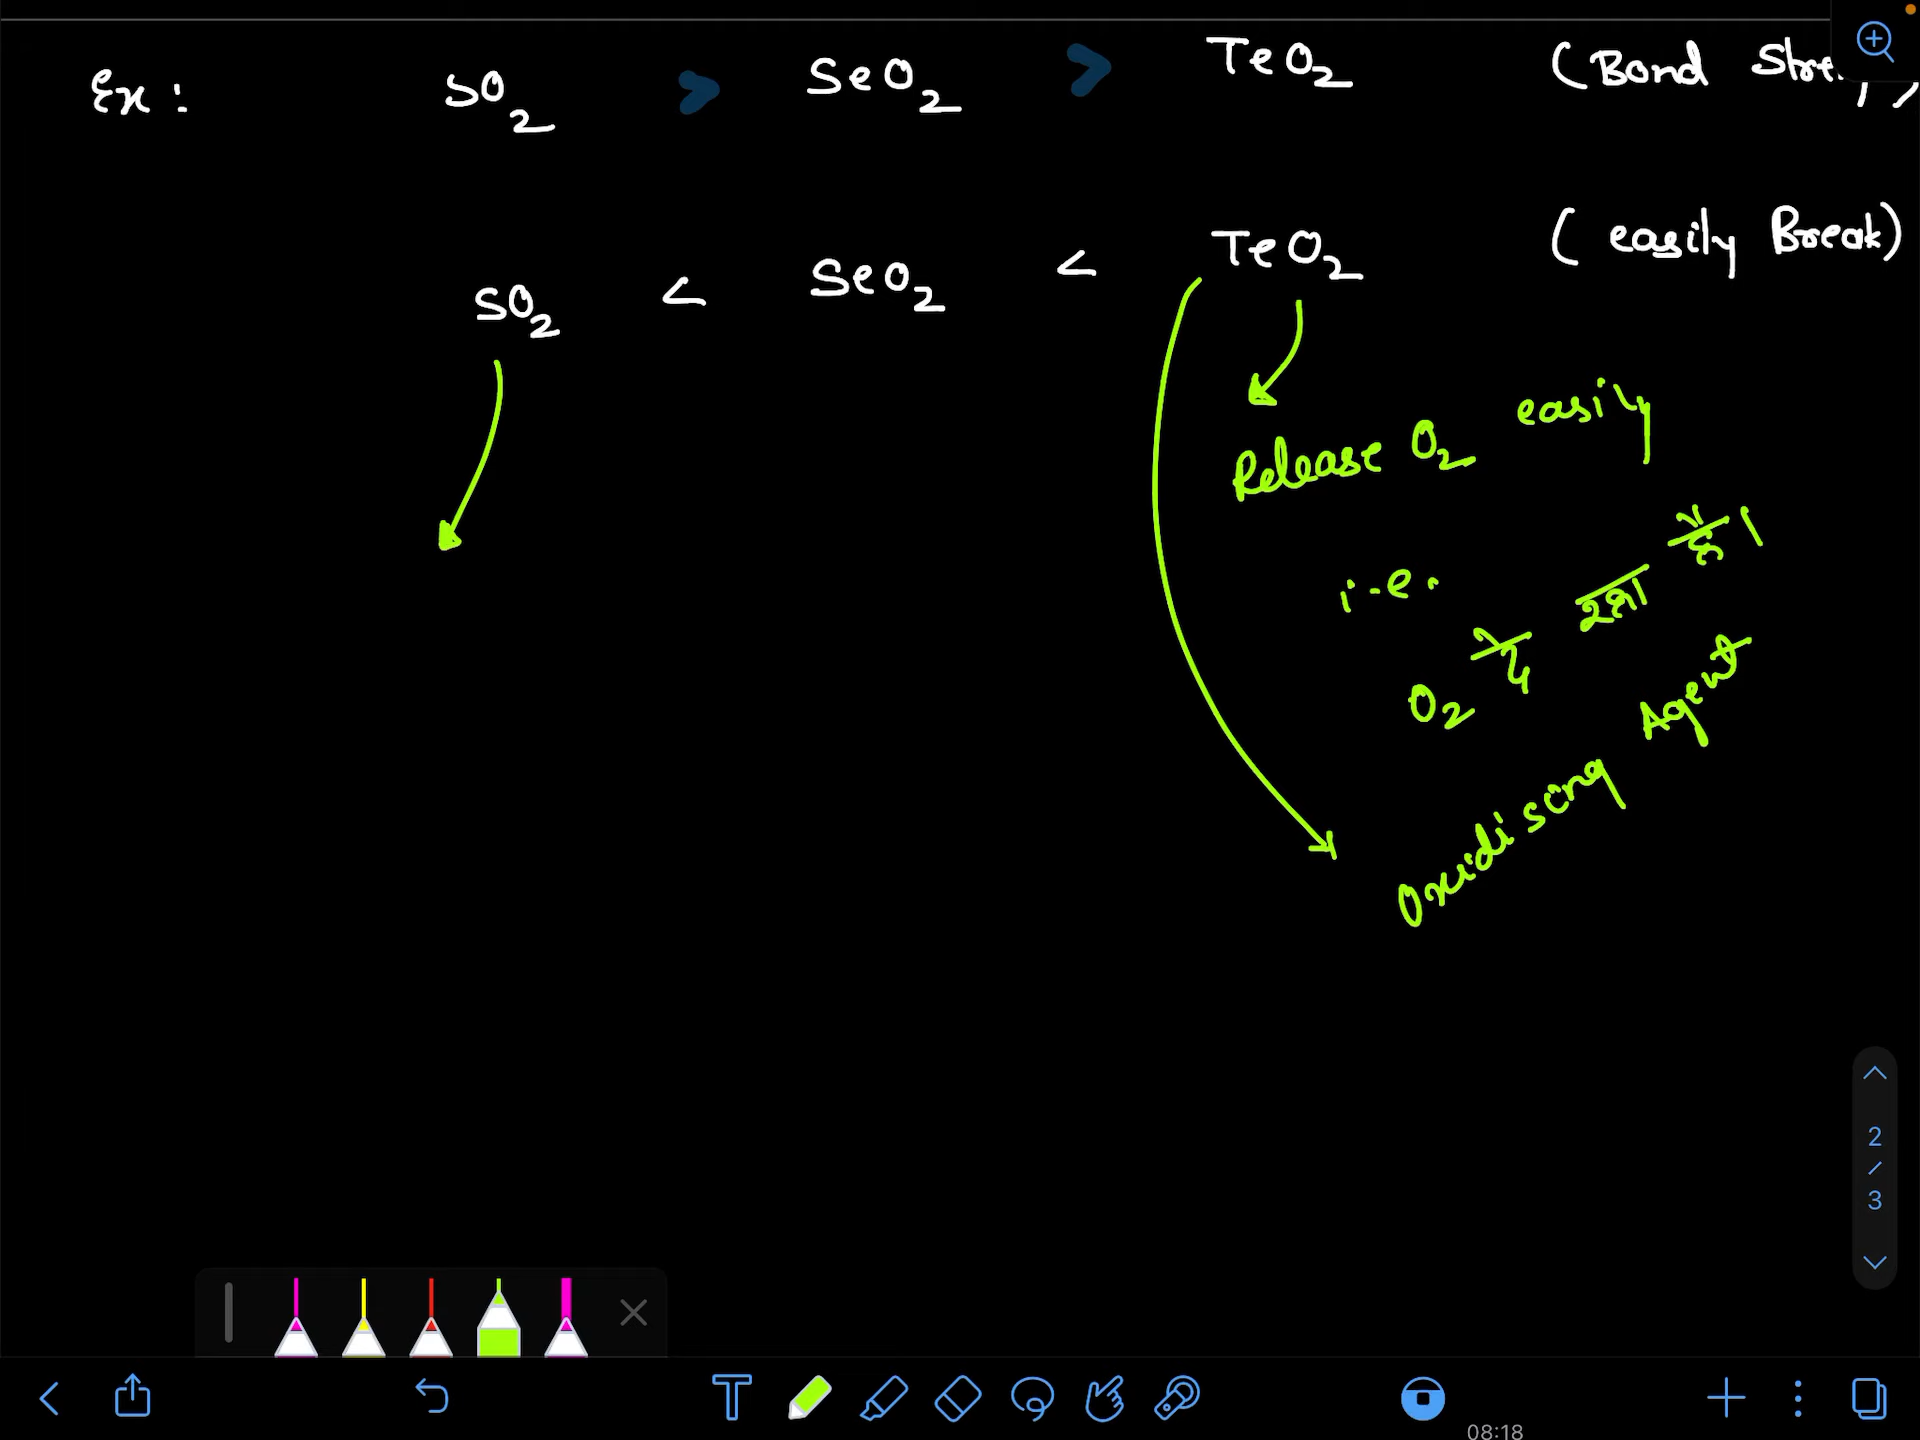 Ex : SO2 > SeO2 > TeO2 (Bond
SO2 < SeO2 < TeO2 (easily Break)
Release O2 easily
i.e.
O2
Oxidising Agent
2
/
3
08:18